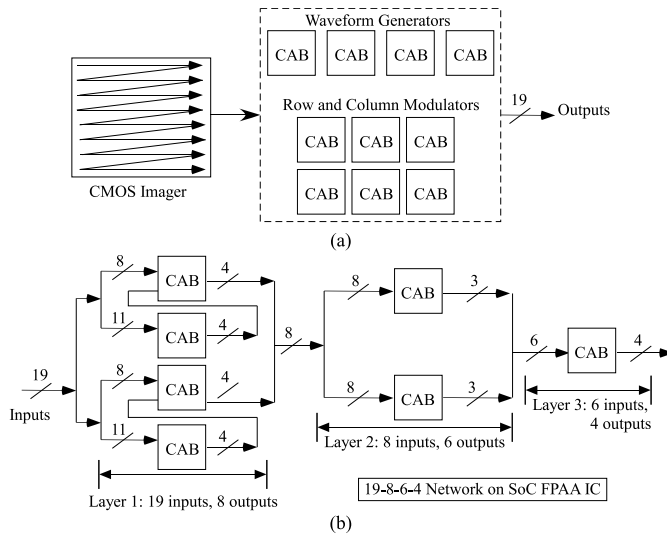 Waveform Generators
CAB CAB CAB CAB
Row and Column Modulators
19
Outputs
CAB CAB CAB
CAB CAB CAB
CMOS Imager
(a)
8
CAB
4
11
CAB
4
8
CAB
4
11
CAB
4
19
Inputs
8
8
CAB
3
8
CAB
3
6
CAB
4
Layer 3: 6 inputs,
4 outputs
Layer 2: 8 inputs, 6 outputs
Layer 1: 19 inputs, 8 outputs
19-8-6-4 Network on SoC FPAA IC
(b)